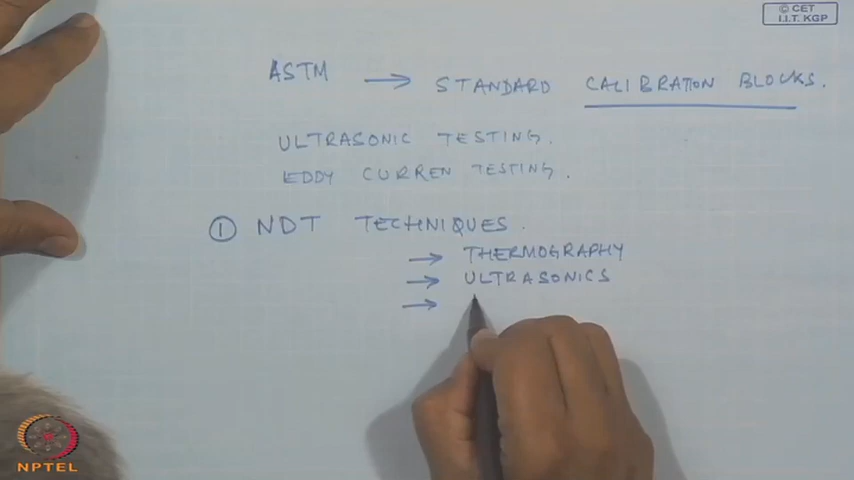 © CET
I.I.T. KGP
ASTM → STANDARD CALIBRATION BLOCKS.
ULTRASONIC TESTING.
EDDY CURREN TESTING.
① NDT TECHNIQUES.
→ THERMOGRAPHY
→ ULTRASONICS
→
NPTEL